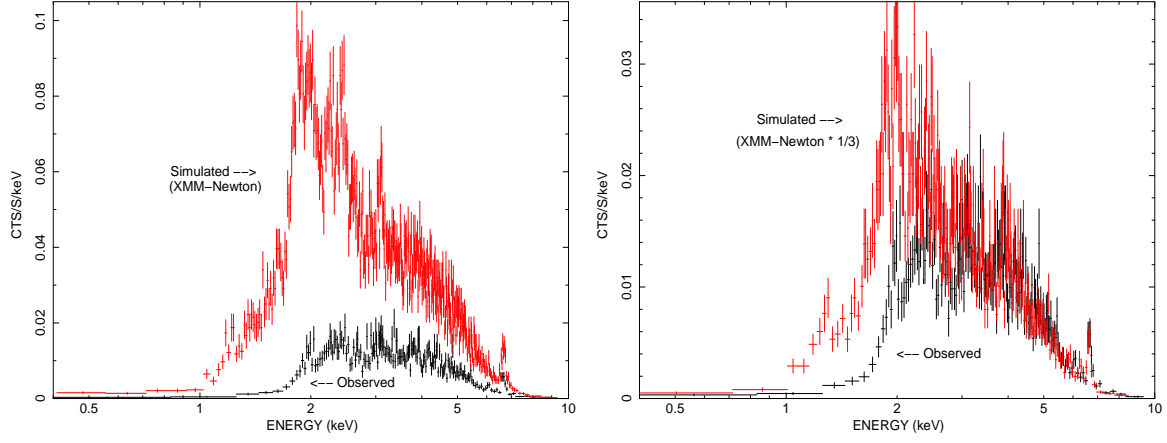 0.1
0.08
0.06
0.04
0.02
0
CTS/S/keV
Simulated −−>
(XMM−Newton)
<−− Observed
0.5
1
2
5
10
ENERGY (keV)
0.03
0.02
0.01
0
CTS/S/keV
Simulated −−>
(XMM−Newton * 1/3)
<−− Observed
0.5
1
2
5
10
ENERGY (keV)